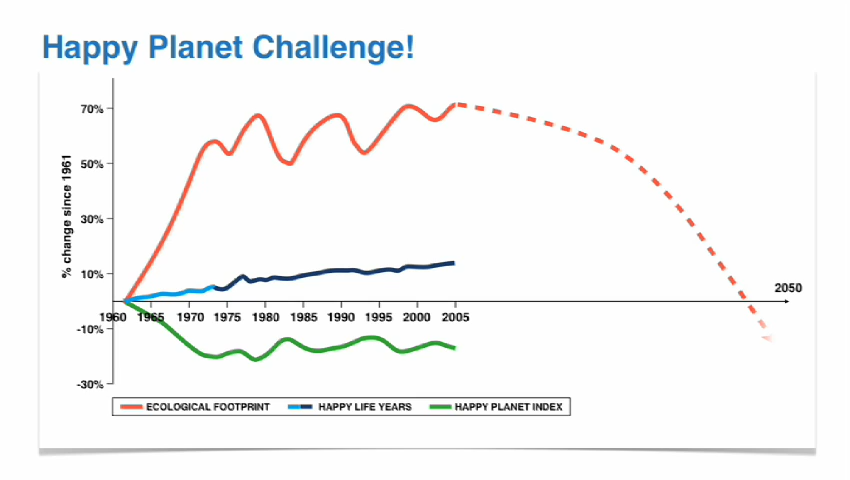 Happy Planet Challenge!
% change since 1961
70%
50%
30%
10%
-10%
-30%
2050
1960 1965 1970 1975 1980 1985 1990 1995 2000 2005
ECOLOGICAL FOOTPRINT HAPPY LIFE YEARS HAPPY PLANET INDEX